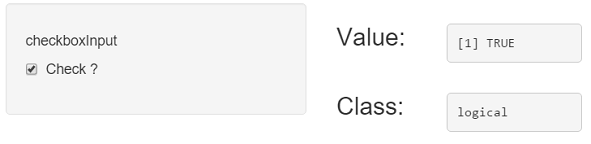 checkboxInput
Check ?
Value:
[1] TRUE
Class:
logical